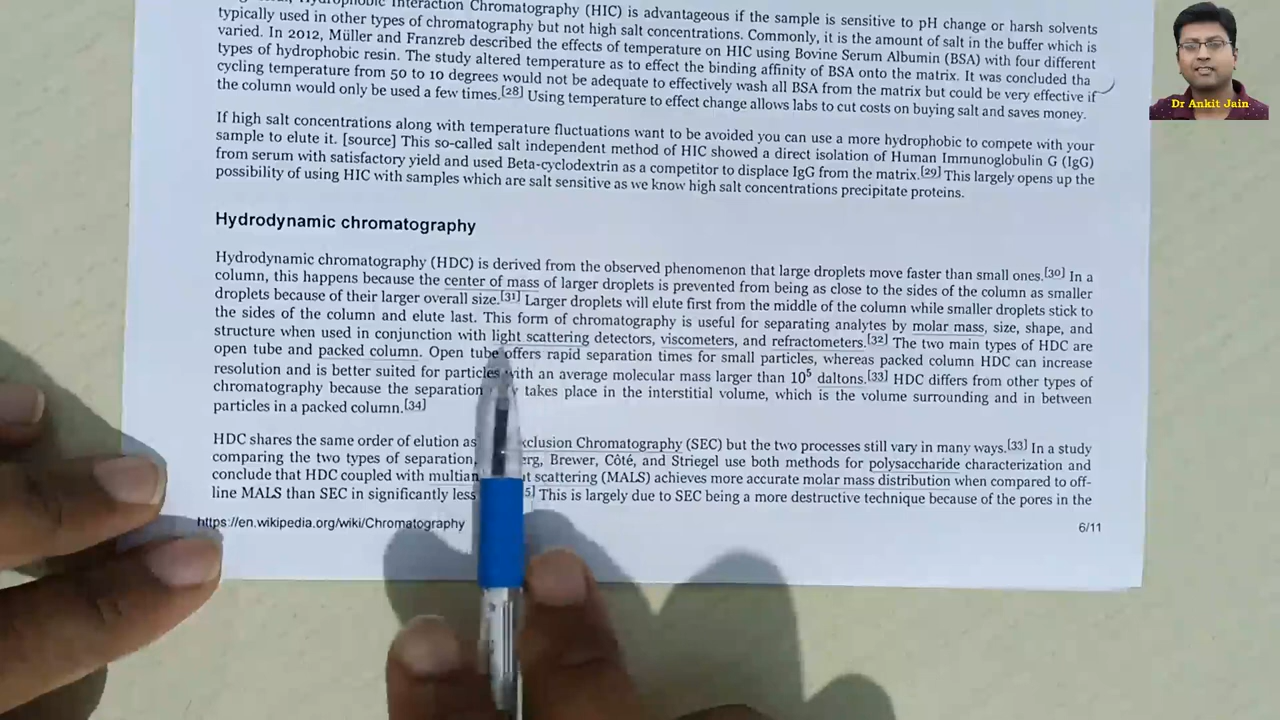 Interaction Chromatography (HIC) is advantageous if the sample is sensitive to pH change or harsh solvents
typically used in other types of chromatography but not high salt concentrations. Commonly, it is the amount of salt in the buffer which is
varied. In 2012, Müller and Franzreb described the effects of temperature on HIC using Bovine Serum Albumin (BSA) with four different
types of hydrophobic resin. The study altered temperature as to effect the binding affinity of BSA onto the matrix. It was concluded tha
cycling temperature from 50 to 10 degrees would not be adequate to effectively wash all BSA from the matrix but could be very effective if
the column would only be used a few times.[28] Using temperature to effect change allows labs to cut costs on buying salt and saves money.
If high salt concentrations along with temperature fluctuations want to be avoided you can use a more hydrophobic to compete with your
sample to elute it. [source] This so-called salt independent method of HIC showed a direct isolation of Human Immunoglobulin G (IgG)
from serum with satisfactory yield and used Beta-cyclodextrin as a competitor to displace IgG from the matrix.[29] This largely opens up the
possibility of using HIC with samples which are salt sensitive as we know high salt concentrations precipitate proteins.
Hydrodynamic chromatography
Hydrodynamic chromatography (HDC) is derived from the observed phenomenon that large droplets move faster than small ones.[30] In a
column, this happens because the center of mass of larger droplets is prevented from being as close to the sides of the column as smaller
droplets because of their larger overall size.[31] Larger droplets will elute first from the middle of the column while smaller droplets stick to
the sides of the column and elute last. This form of chromatography is useful for separating analytes by molar mass, size, shape, and
structure when used in conjunction with light scattering detectors, viscometers, and refractometers.[32] The two main types of HDC are
open tube and packed column. Open tube offers rapid separation times for small particles, whereas packed column HDC can increase
resolution and is better suited for particles with an average molecular mass larger than 10⁵ daltons.[33] HDC differs from other types of
chromatography because the separation takes place in the interstitial volume, which is the volume surrounding and in between
particles in a packed column.[34]
HDC shares the same order of elution as Exclusion Chromatography (SEC) but the two processes still vary in many ways.[33] In a study
comparing the two types of separation, Brewer, Côté, and Striegel use both methods for polysaccharide characterization and
conclude that HDC coupled with scattering (MALS) achieves more accurate molar mass distribution when compared to off-
line MALS than SEC in significantly less This is largely due to SEC being a more destructive technique because of the pores in the
https://en.wikipedia.org/wiki/Chromatography
6/11
Dr Ankit Jain